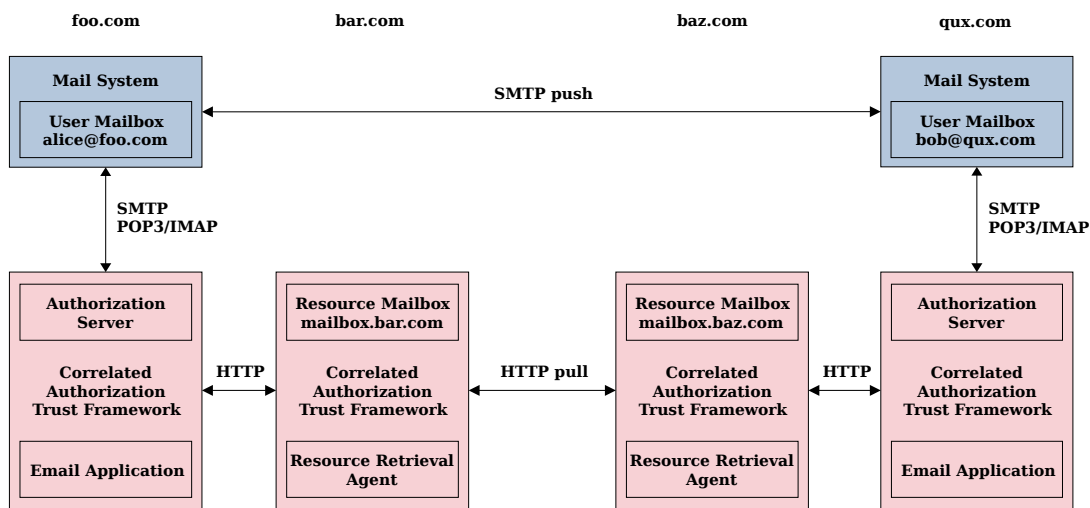 foo.com
bar.com
baz.com
qux.com
Mail System
User Mailbox
alice@foo.com
SMTP push
Mail System
User Mailbox
bob@qux.com
SMTP
POP3/IMAP
SMTP
POP3/IMAP
Authorization
Server
Correlated
Authorization
Trust Framework
Email Application
HTTP
Resource Mailbox
mailbox.bar.com
Correlated
Authorization
Trust Framework
Resource Retrieval
Agent
HTTP pull
Resource Mailbox
mailbox.baz.com
Correlated
Authorization
Trust Framework
Resource Retrieval
Agent
HTTP
Authorization
Server
Correlated
Authorization
Trust Framework
Email Application